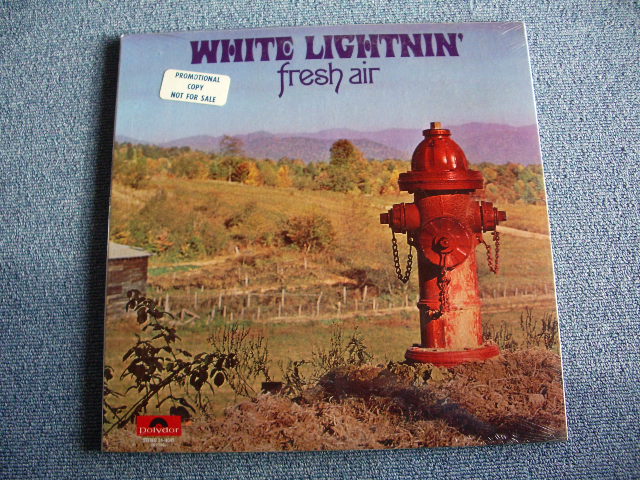 WHITE LIGHTNIN'
fresh air
PROMOTIONAL
COPY
NOT FOR SALE
Polydor